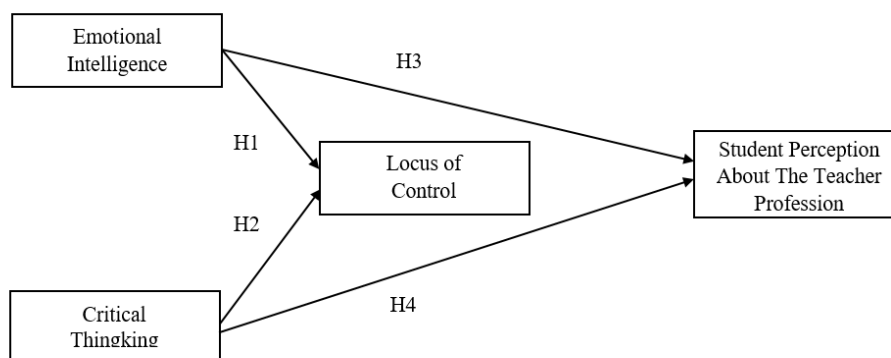 Emotional
Intelligence
H3
H1
Locus of
Control
Student Perception
About The Teacher
Profession
H2
H4
Critical
Thingking